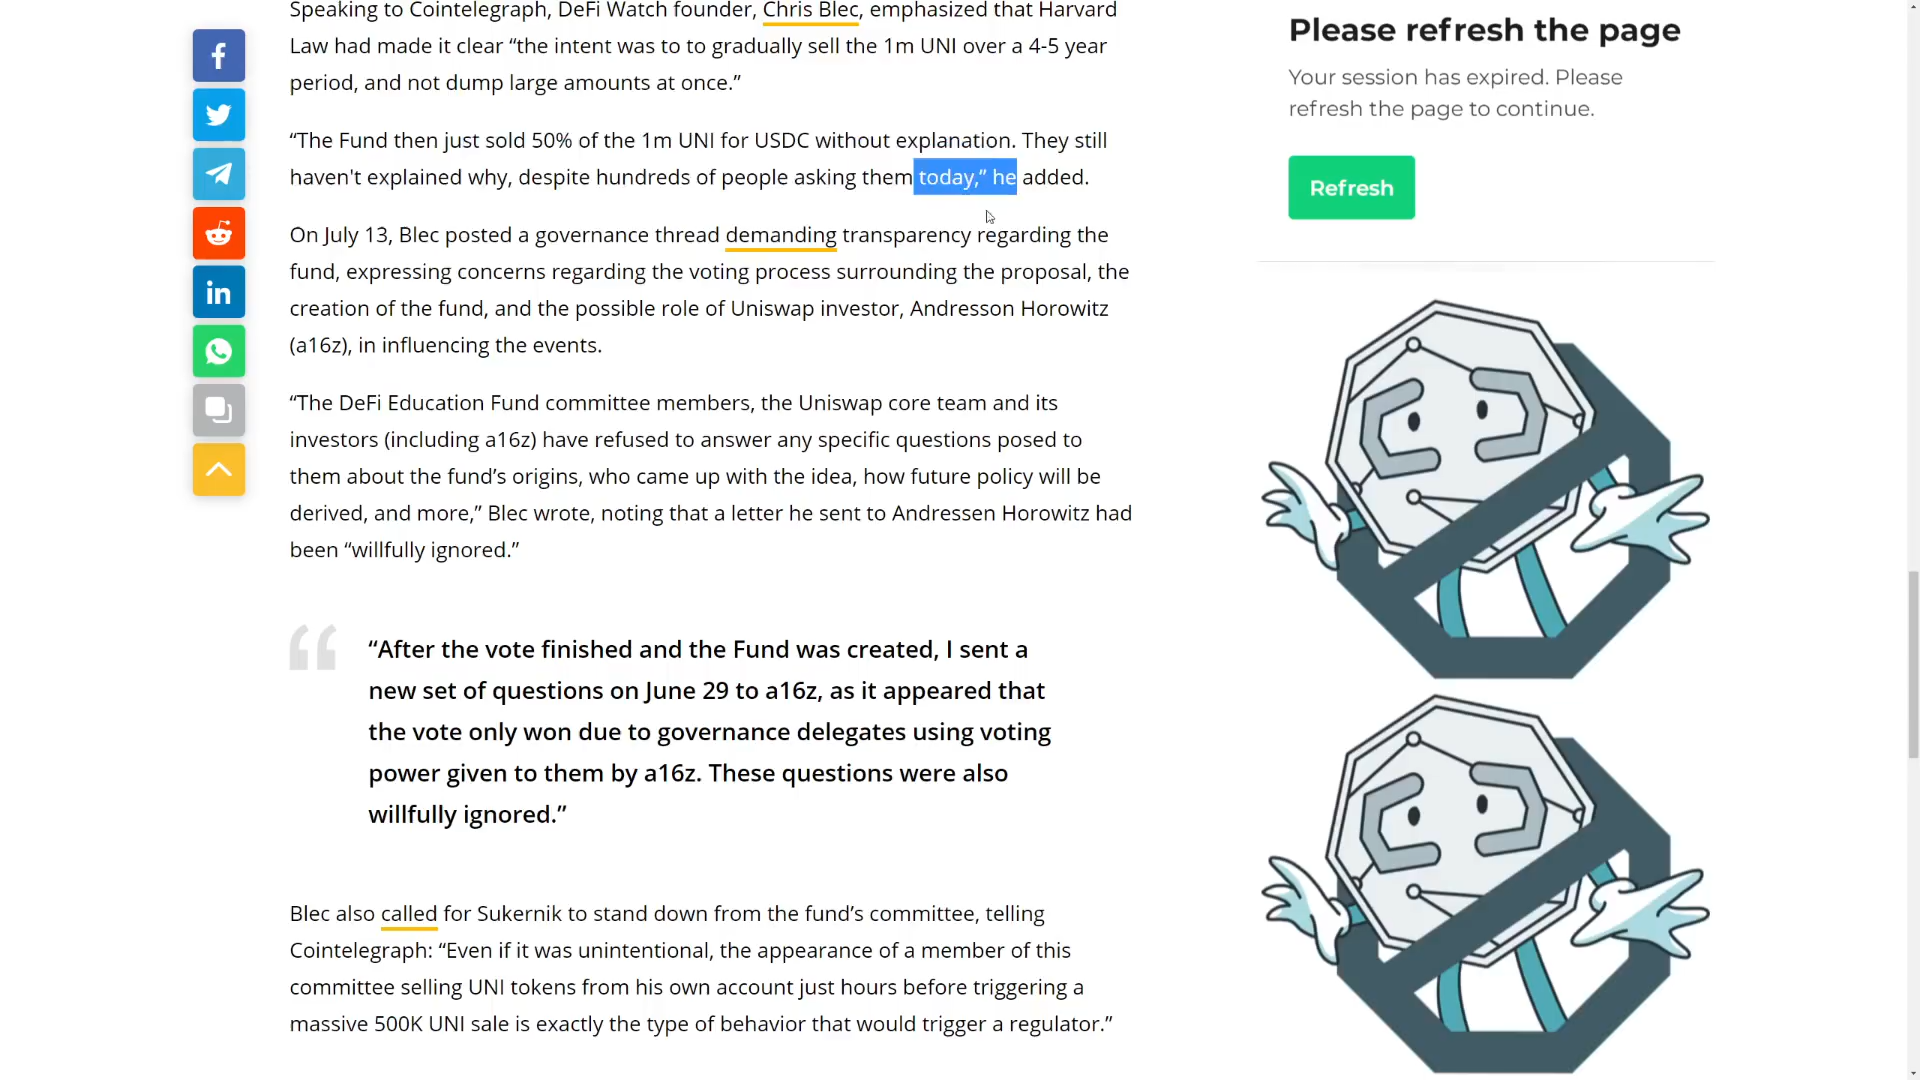 Speaking to Cointelegraph, DeFi Watch founder, Chris Blec, emphasized that Harvard
Law had made it clear “the intent was to to gradually sell the 1m UNI over a 4-5 year
period, and not dump large amounts at once.”
“The Fund then just sold 50% of the 1m UNI for USDC without explanation. They still
haven't explained why, despite hundreds of people asking them today,” he added.
On July 13, Blec posted a governance thread demanding transparency regarding the
fund, expressing concerns regarding the voting process surrounding the proposal, the
creation of the fund, and the possible role of Uniswap investor, Andresson Horowitz
(a16z), in influencing the events.
“The DeFi Education Fund committee members, the Uniswap core team and its
investors (including a16z) have refused to answer any specific questions posed to
them about the fund’s origins, who came up with the idea, how future policy will be
derived, and more,” Blec wrote, noting that a letter he sent to Andressen Horowitz had
been “willfully ignored.”
“After the vote finished and the Fund was created, I sent a
new set of questions on June 29 to a16z, as it appeared that
the vote only won due to governance delegates using voting
power given to them by a16z. These questions were also
willfully ignored.”
Blec also called for Sukernik to stand down from the fund’s committee, telling
Cointelegraph: “Even if it was unintentional, the appearance of a member of this
committee selling UNI tokens from his own account just hours before triggering a
massive 500K UNI sale is exactly the type of behavior that would trigger a regulator.”
Please refresh the page
Your session has expired. Please
refresh the page to continue.
Refresh